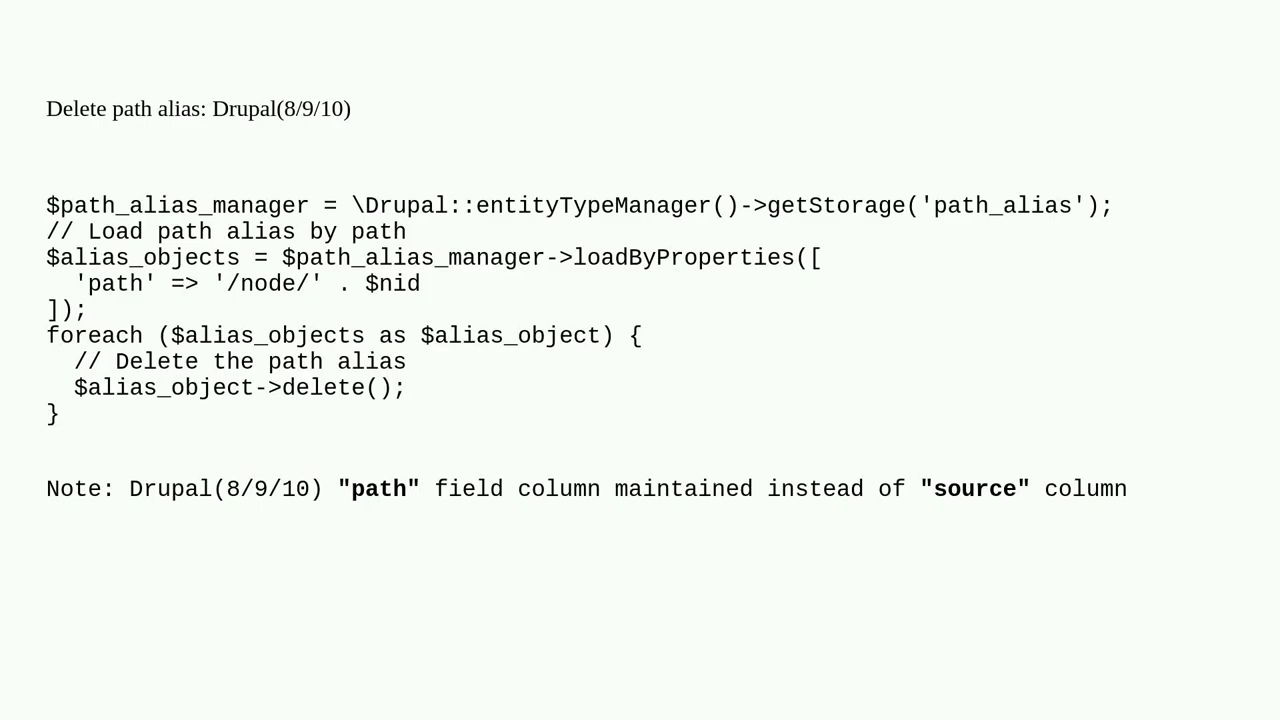 Delete path alias: Drupal(8/9/10)
$path_alias_manager = \Drupal::entityTypeManager()->getStorage('path_alias');
// Load path alias by path
$alias_objects = $path_alias_manager->loadByProperties([
  'path' => '/node/' . $nid
]);
foreach ($alias_objects as $alias_object) {
  // Delete the path alias
  $alias_object->delete();
}
Note: Drupal(8/9/10) "path" field column maintained instead of "source" column